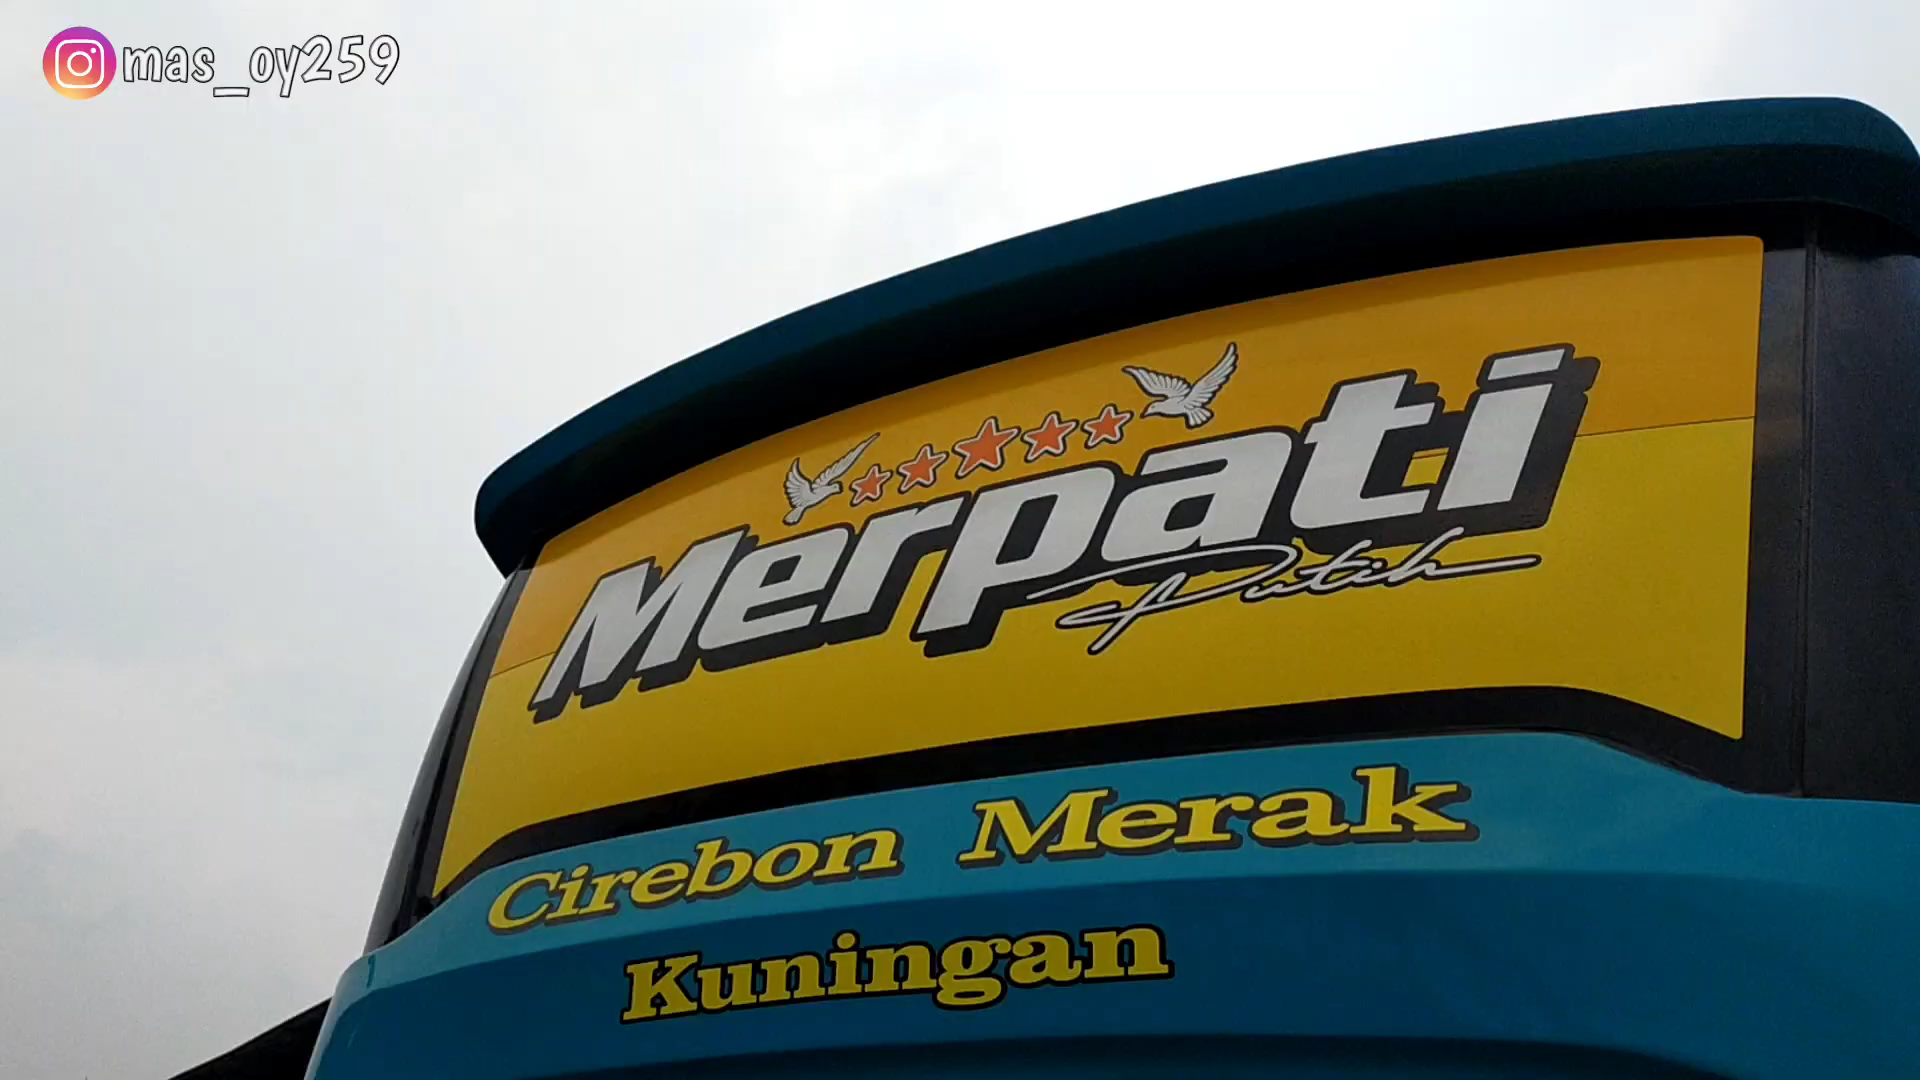 mas_oy259
Merpati
Putih
Cirebon Merak
Kuningan